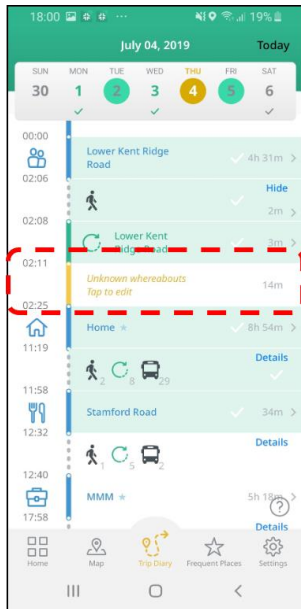 18:00 19%
July 04, 2019 Today
SUN MON TUE WED THU FRI SAT
30 1 2 3 4 5 6
00:00
Lower Kent Ridge
Road
4h 31m >
02:06
Hide
2m >
02:08
Lower Kent
Ridge Road
3m >
02:11
Unknown whereabouts
Tap to edit
14m
02:25
Home
8h 54m >
11:19
Details
2 8 29
11:58
Stamford Road
34m >
12:32
Details
1 5 2
12:40
MMM
5h 18m >
?
17:58
Details
Home Map Trip Diary Frequent Places Settings